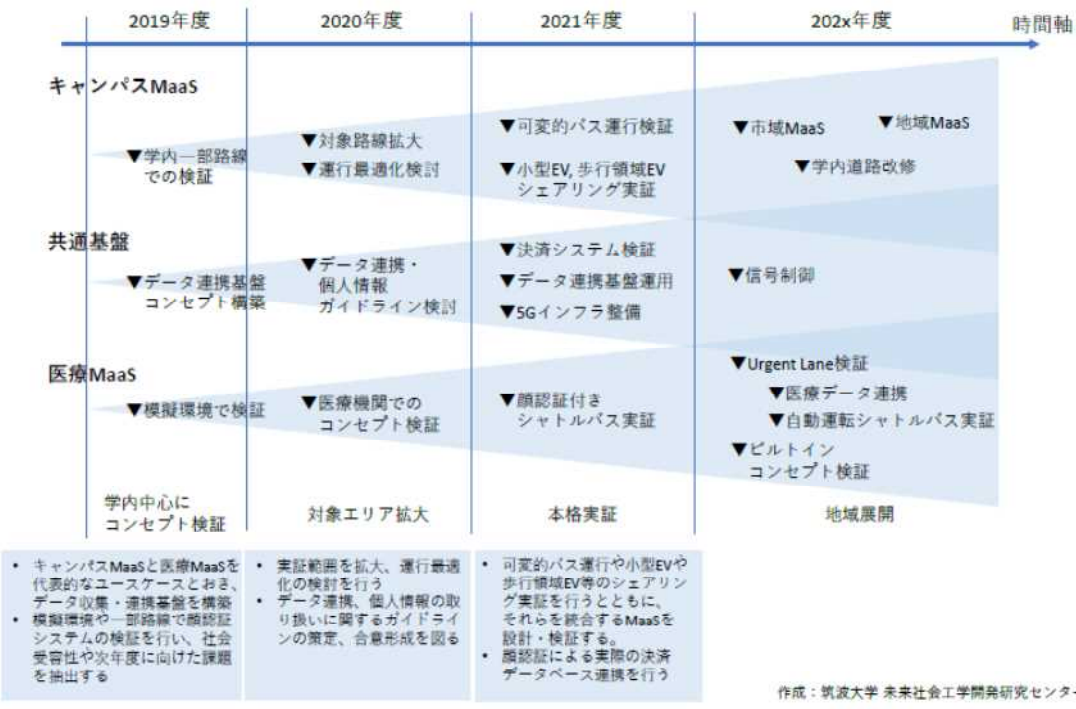 2019年度
2020年度
2021年度
202x年度
時間軸
キャンパスMaaS
▼学内一部路線
での検証
▼対象路線拡大
▼運行最適化検討
▼可変的バス運行検証
▼小型EV, 歩行領域EV
シェアリング実証
▼市域MaaS
▼地域MaaS
▼学内道路改修
共通基盤
▼データ連携基盤
コンセプト構築
▼データ連携・
個人情報
ガイドライン検討
▼決済システム検証
▼データ連携基盤運用
▼5Gインフラ整備
▼信号制御
医療MaaS
▼模擬環境で検証
▼医療機関での
コンセプト検証
▼顔認証付き
シャトルバス実証
▼Urgent Lane検証
▼医療データ連携
▼自動運転シャトルバス実証
▼ビルトイン
コンセプト検証
学内中心に
コンセプト検証
対象エリア拡大
本格実証
地域展開
• キャンパスMaaSと医療MaaSを
代表的なユースケースとおき、
データ収集・連携基盤を構築
• 模擬環境や一部路線で顔認証
システムの検証を行い、社会
受容性や次年度に向けた課題
を抽出する
• 実証範囲を拡大、運行最適
化の検討を行う
• データ連携、個人情報の取
り扱いに関するガイドライ
ンの策定、合意形成を図る
• 可変的バス運行や小型EVや
歩行領域EV等のシェアリン
グ実証を行うとともに、
それらを統合するMaaSを
設計・検証する。
• 顔認証による実際の決済
データベース連携を行う
作成：筑波大学 未来社会工学開発研究センター